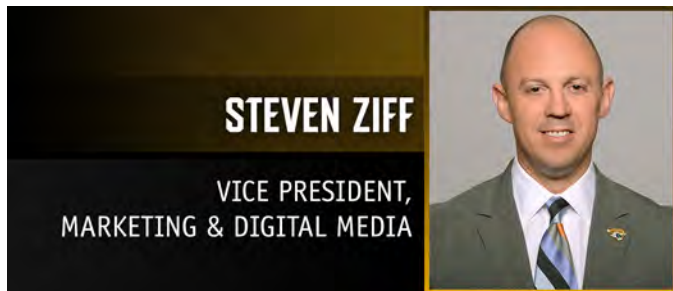 STEVEN ZIFF
VICE PRESIDENT,
MARKETING & DIGITAL MEDIA